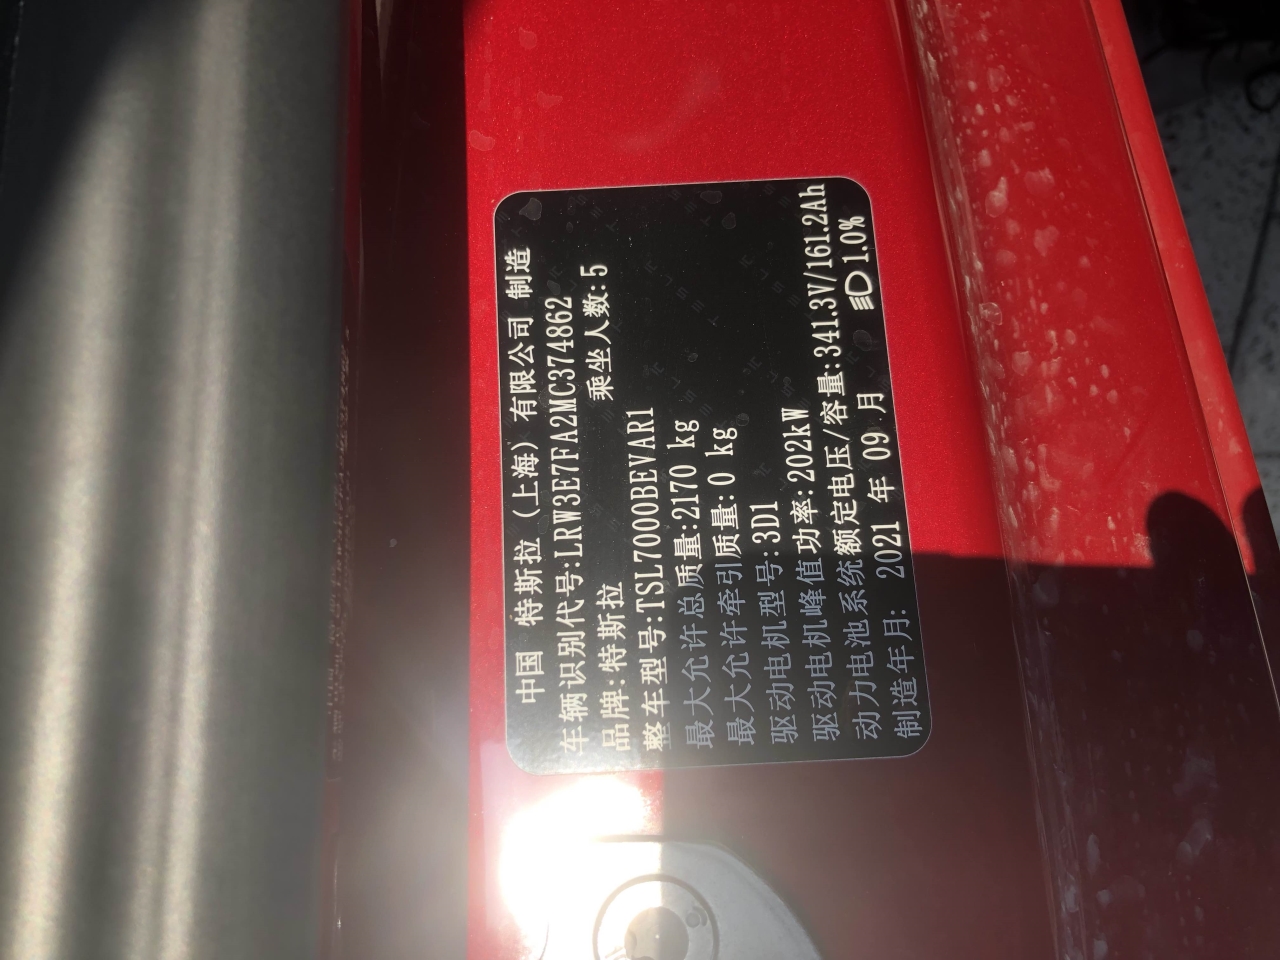 中国 特斯拉（上海）有限公司 制造
车辆识别代号:LRW3E7FA2MC374862
品牌:特斯拉 乘坐人数:5
整车型号:TSL7000BEVAR1
最大允许总质量:2170 kg
最大允许牵引质量:0 kg
驱动电机型号:3D1
驱动电机峰值功率:202kW
动力电池系统额定电压/容量:341.3V/161.2Ah
制造年月: 2021 年 09 月 1.0%